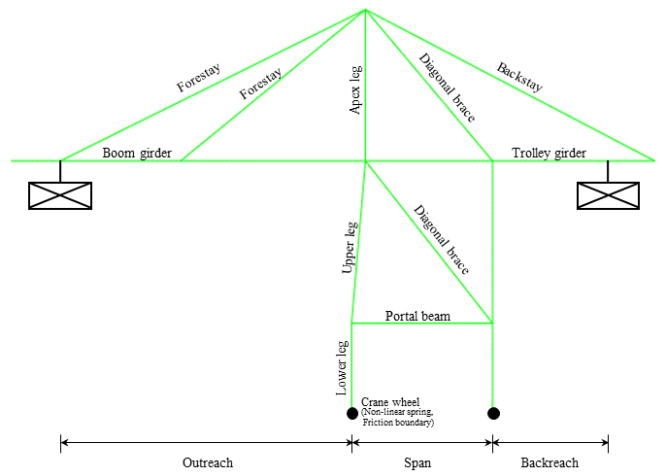 Forestay
Forestay
Apex leg
Diagonal brace
Backstay
Boom girder
Trolley girder
Upper leg
Diagonal brace
Portal beam
Lower leg
Crane wheel
(Non-linear spring,
Friction boundary)
Outreach
Span
Backreach